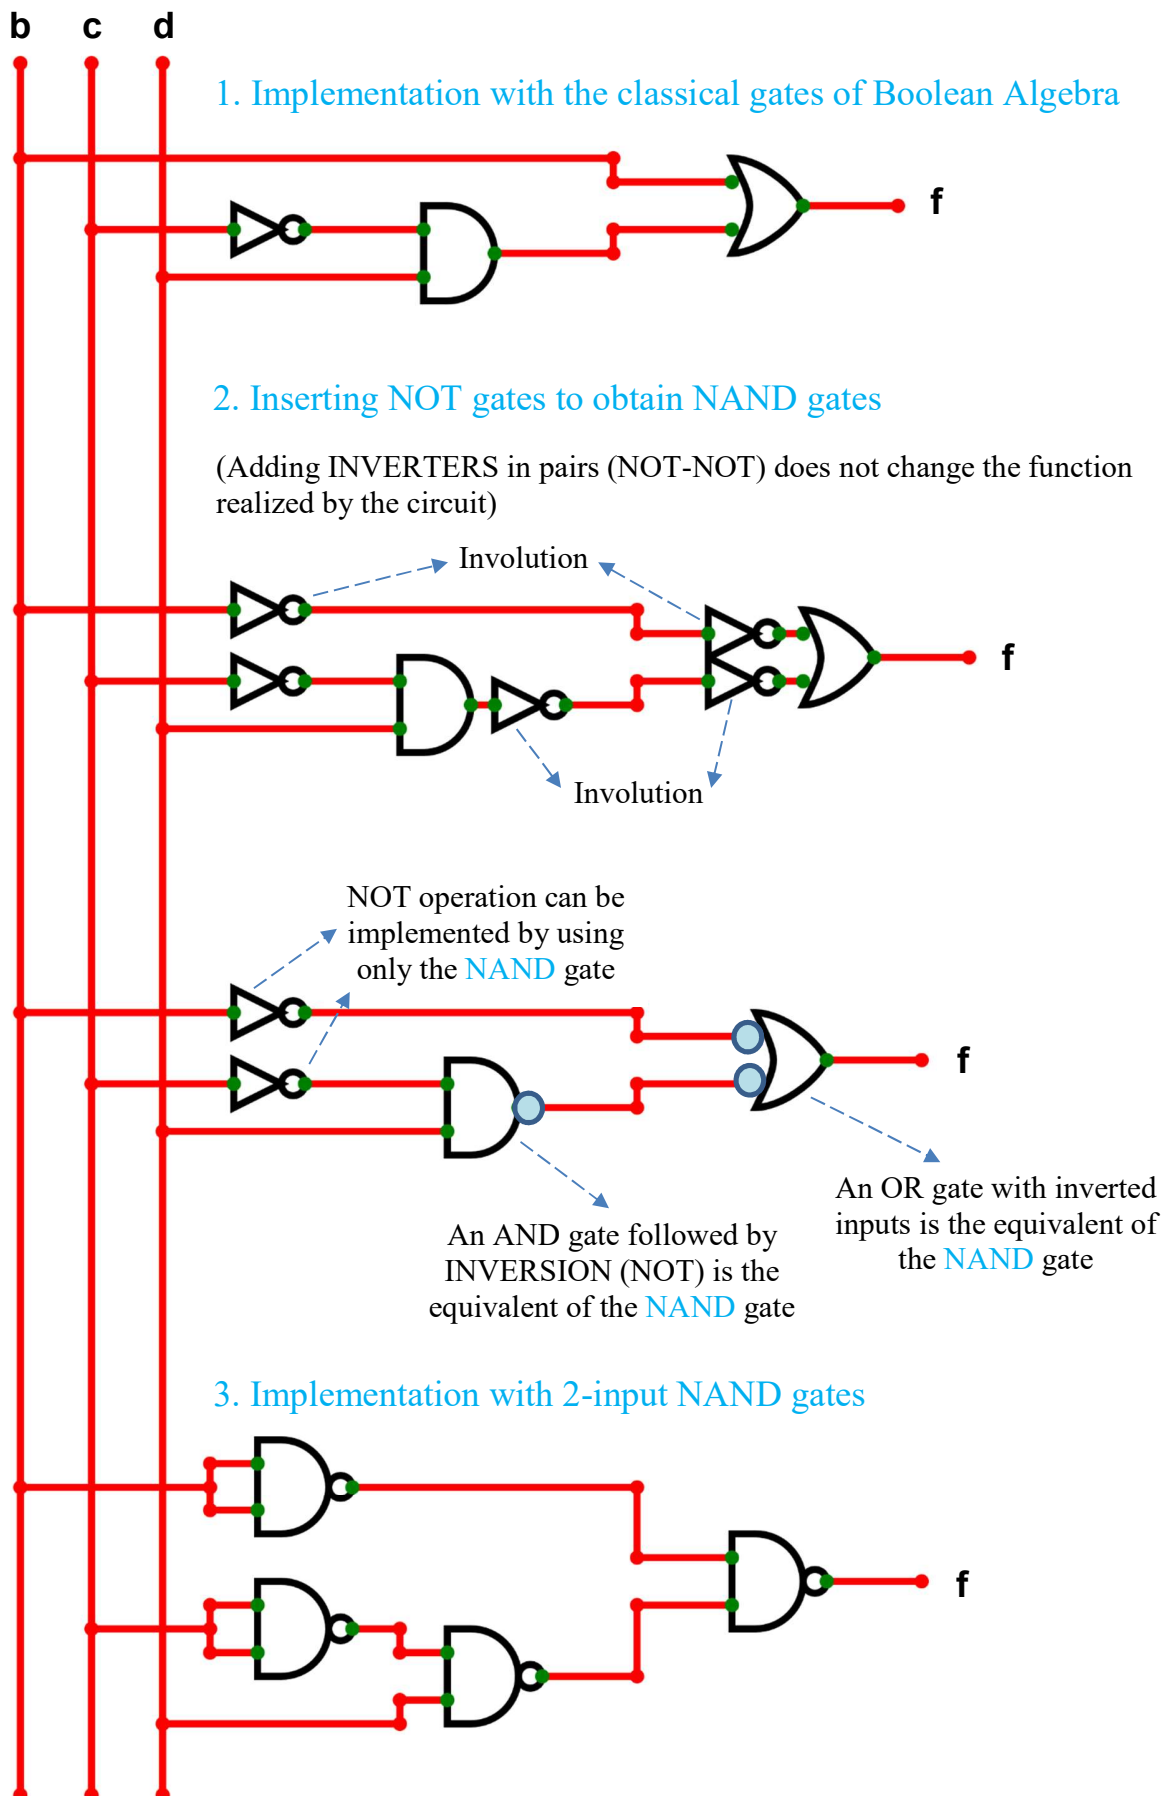 b c d
1. Implementation with the classical gates of Boolean Algebra
f
2. Inserting NOT gates to obtain NAND gates
(Adding INVERTERS in pairs (NOT-NOT) does not change the function
realized by the circuit)
Involution
f
Involution
NOT operation can be
implemented by using
only the NAND gate
f
An OR gate with inverted
inputs is the equivalent of
the NAND gate
An AND gate followed by
INVERSION (NOT) is the
equivalent of the NAND gate
3. Implementation with 2-input NAND gates
f